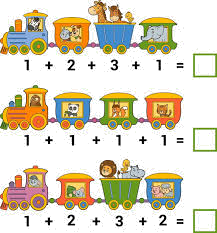 1 + 2 + 3 + 1 =
1 + 1 + 1 + 1 =
1 + 2 + 3 + 2 =